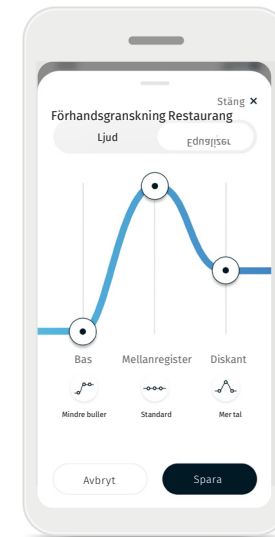 Stäng ×
Förhandsgranskning Restaurang
Ljud Equalizer
Bas Mellanregister Diskant
Mindre buller Standard Mer tal
Avbryt Spara